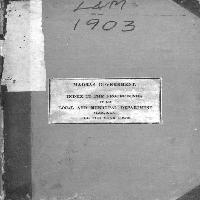 L&M
1903
MADRAS GOVERNMENT.
INDEX TO THE PROCEEDINGS
OF THE
LOCAL AND MUNICIPAL DEPARTMENT